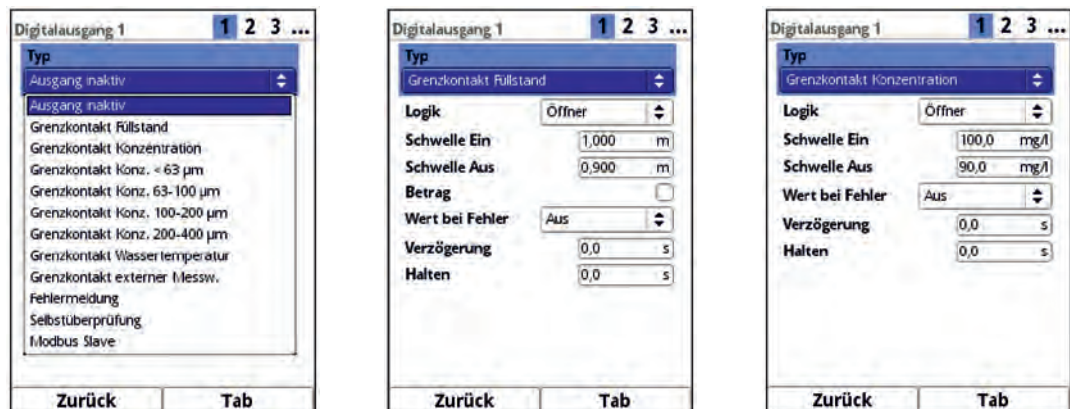 Digitalausgang 1 1 2 3 ...
Typ
Ausgang inaktiv
Ausgang inaktiv
Grenzkontakt Füllstand
Grenzkontakt Konzentration
Grenzkontakt Konz. < 63 µm
Grenzkontakt Konz. 63-100 µm
Grenzkontakt Konz. 100-200 µm
Grenzkontakt Konz. 200-400 µm
Grenzkontakt Wassertemperatur
Grenzkontakt externer Messw.
Fehlermeldung
Selbstüberprüfung
Modbus Slave
Zurück Tab
Digitalausgang 1 1 2 3 ...
Typ
Grenzkontakt Füllstand
Logik Öffner
Schwelle Ein 1,000 m
Schwelle Aus 0,900 m
Betrag
Wert bei Fehler Aus
Verzögerung 0,0 s
Halten 0,0 s
Zurück Tab
Digitalausgang 1 1 2 3 ...
Typ
Grenzkontakt Konzentration
Logik Öffner
Schwelle Ein 100,0 mg/l
Schwelle Aus 90,0 mg/l
Wert bei Fehler Aus
Verzögerung 0,0 s
Halten 0,0 s
Zurück Tab